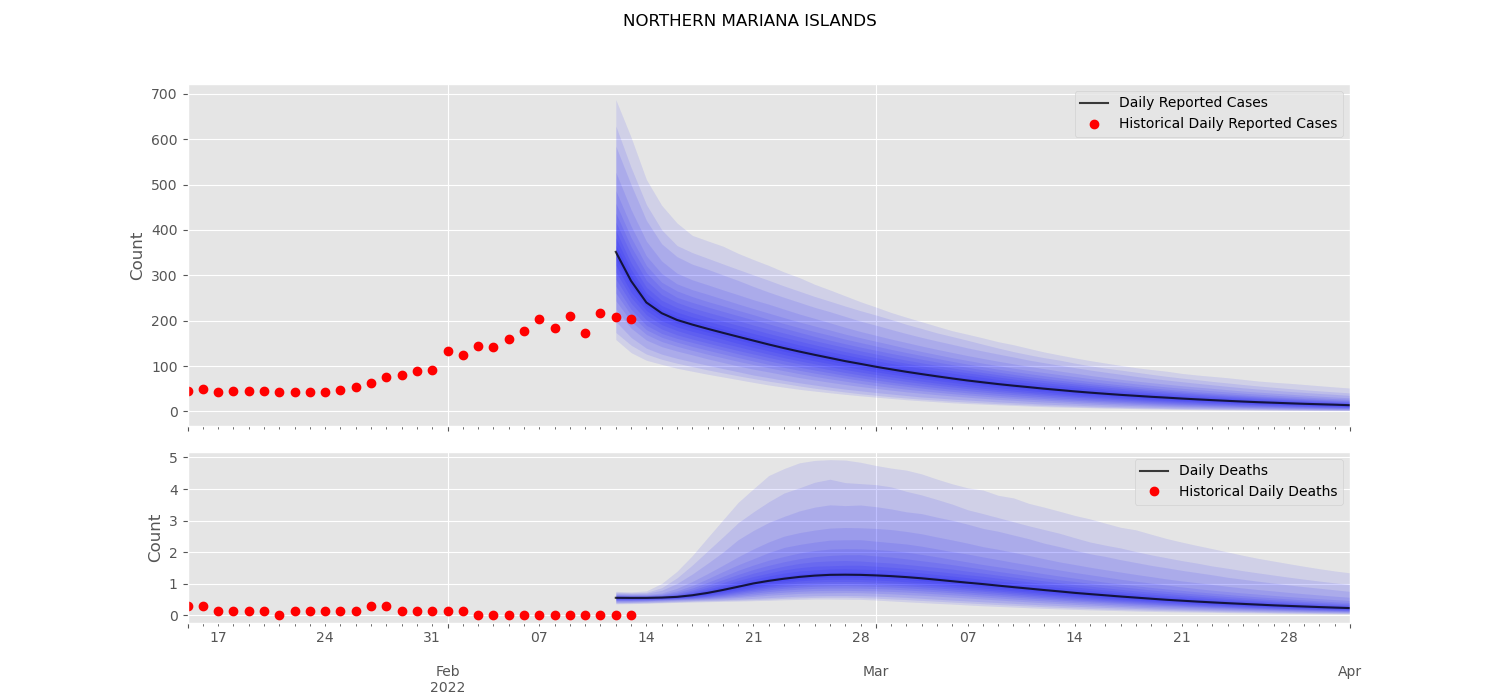 NORTHERN MARIANA ISLANDS
700
600
500
400
300
200
100
0
Count
Daily Reported Cases
Historical Daily Reported Cases
5
4
3
2
1
0
Count
Daily Deaths
Historical Daily Deaths
17 24 31 07 14 21 28 07 14 21 28
Feb Mar Apr
2022